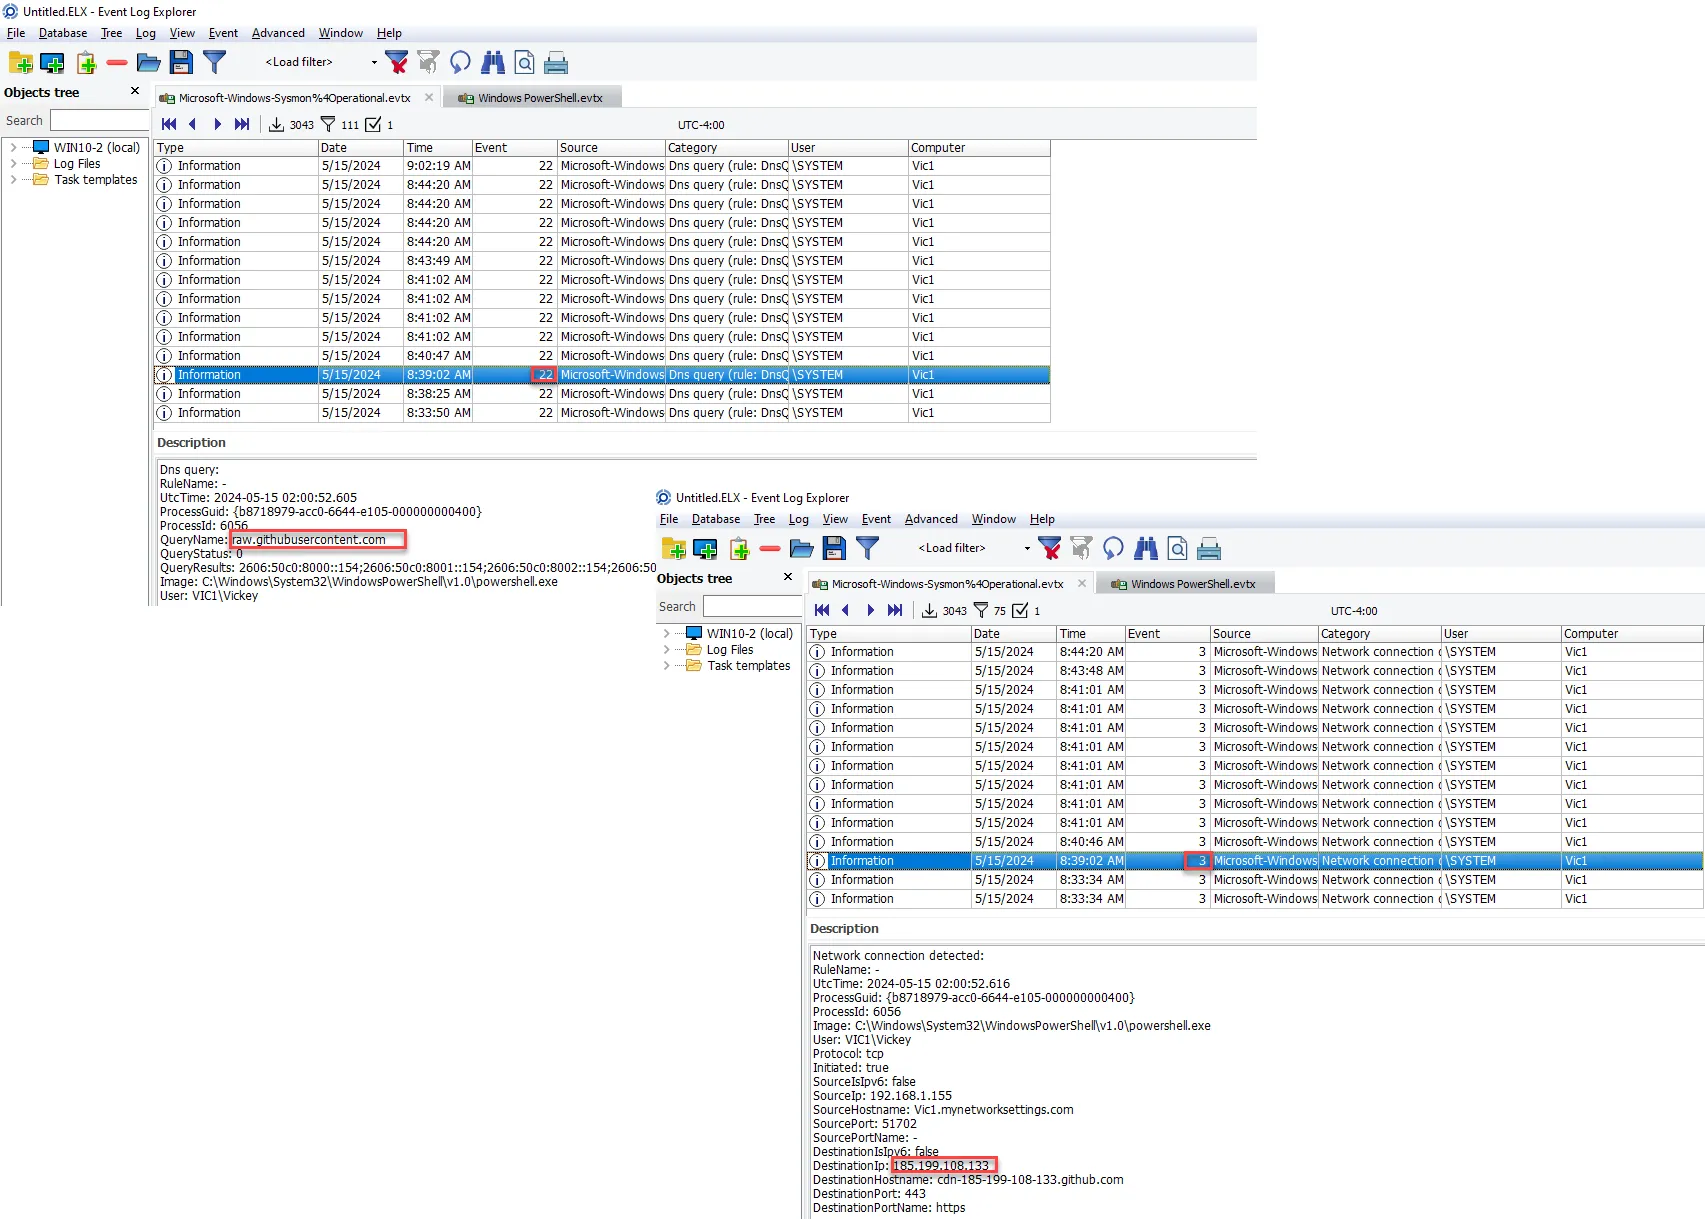 Untitled.ELX - Event Log Explorer
File Database Tree Log View Event Advanced Window Help
<Load filter>
Objects tree
Microsoft-Windows-Sysmon%4Operational.evtx Windows PowerShell.evtx
Search
3043 111 1 UTC-4:00
WIN10-2 (local)
Log Files
Task templates
Type Date Time Event Source Category User Computer
Information 5/15/2024 9:02:19 AM 22 Microsoft-Windows Dns query (rule: DnsQ \SYSTEM Vic1
Information 5/15/2024 8:44:20 AM 22 Microsoft-Windows Dns query (rule: DnsQ \SYSTEM Vic1
Information 5/15/2024 8:44:20 AM 22 Microsoft-Windows Dns query (rule: DnsQ \SYSTEM Vic1
Information 5/15/2024 8:44:20 AM 22 Microsoft-Windows Dns query (rule: DnsQ \SYSTEM Vic1
Information 5/15/2024 8:44:20 AM 22 Microsoft-Windows Dns query (rule: DnsQ \SYSTEM Vic1
Information 5/15/2024 8:43:49 AM 22 Microsoft-Windows Dns query (rule: DnsQ \SYSTEM Vic1
Information 5/15/2024 8:41:02 AM 22 Microsoft-Windows Dns query (rule: DnsQ \SYSTEM Vic1
Information 5/15/2024 8:41:02 AM 22 Microsoft-Windows Dns query (rule: DnsQ \SYSTEM Vic1
Information 5/15/2024 8:41:02 AM 22 Microsoft-Windows Dns query (rule: DnsQ \SYSTEM Vic1
Information 5/15/2024 8:41:02 AM 22 Microsoft-Windows Dns query (rule: DnsQ \SYSTEM Vic1
Information 5/15/2024 8:40:47 AM 22 Microsoft-Windows Dns query (rule: DnsQ \SYSTEM Vic1
Information 5/15/2024 8:39:02 AM 22 Microsoft-Windows Dns query (rule: DnsQ \SYSTEM Vic1
Information 5/15/2024 8:38:25 AM 22 Microsoft-Windows Dns query (rule: DnsQ \SYSTEM Vic1
Information 5/15/2024 8:33:50 AM 22 Microsoft-Windows Dns query (rule: DnsQ \SYSTEM Vic1
Description
Dns query:
RuleName: -
UtcTime: 2024-05-15 02:00:52.605
ProcessGuid: {b8718979-acc0-6644-e105-000000000400}
ProcessId: 6056
QueryName: raw.githubusercontent.com
QueryStatus: 0
QueryResults: 2606:50c0:8000::154;2606:50c0:8001::154;2606:50c0:8002::154;2606:50
Image: C:\Windows\System32\WindowsPowerShell\v1.0\powershell.exe
User: VIC1\Vickey
Untitled.ELX - Event Log Explorer
File Database Tree Log View Event Advanced Window Help
<Load filter>
Objects tree
Microsoft-Windows-Sysmon%4Operational.evtx Windows PowerShell.evtx
Search
3043 75 1 UTC-4:00
WIN10-2 (local)
Log Files
Task templates
Type Date Time Event Source Category User Computer
Information 5/15/2024 8:44:20 AM 3 Microsoft-Windows Network connection d \SYSTEM Vic1
Information 5/15/2024 8:43:48 AM 3 Microsoft-Windows Network connection d \SYSTEM Vic1
Information 5/15/2024 8:41:01 AM 3 Microsoft-Windows Network connection d \SYSTEM Vic1
Information 5/15/2024 8:41:01 AM 3 Microsoft-Windows Network connection d \SYSTEM Vic1
Information 5/15/2024 8:41:01 AM 3 Microsoft-Windows Network connection d \SYSTEM Vic1
Information 5/15/2024 8:41:01 AM 3 Microsoft-Windows Network connection d \SYSTEM Vic1
Information 5/15/2024 8:41:01 AM 3 Microsoft-Windows Network connection d \SYSTEM Vic1
Information 5/15/2024 8:41:01 AM 3 Microsoft-Windows Network connection d \SYSTEM Vic1
Information 5/15/2024 8:41:01 AM 3 Microsoft-Windows Network connection d \SYSTEM Vic1
Information 5/15/2024 8:41:01 AM 3 Microsoft-Windows Network connection d \SYSTEM Vic1
Information 5/15/2024 8:40:46 AM 3 Microsoft-Windows Network connection d \SYSTEM Vic1
Information 5/15/2024 8:39:02 AM 3 Microsoft-Windows Network connection d \SYSTEM Vic1
Information 5/15/2024 8:33:34 AM 3 Microsoft-Windows Network connection d \SYSTEM Vic1
Information 5/15/2024 8:33:34 AM 3 Microsoft-Windows Network connection d \SYSTEM Vic1
Description
Network connection detected:
RuleName: -
UtcTime: 2024-05-15 02:00:52.616
ProcessGuid: {b8718979-acc0-6644-e105-000000000400}
ProcessId: 6056
Image: C:\Windows\System32\WindowsPowerShell\v1.0\powershell.exe
User: VIC1\Vickey
Protocol: tcp
Initiated: true
SourceIsIpv6: false
SourceIp: 192.168.1.155
SourceHostname: Vic1.mynetworksettings.com
SourcePort: 51702
SourcePortName: -
DestinationIsIpv6: false
DestinationIp: 185.199.108.133
DestinationHostname: cdn-185-199-108-133.github.com
DestinationPort: 443
DestinationPortName: https